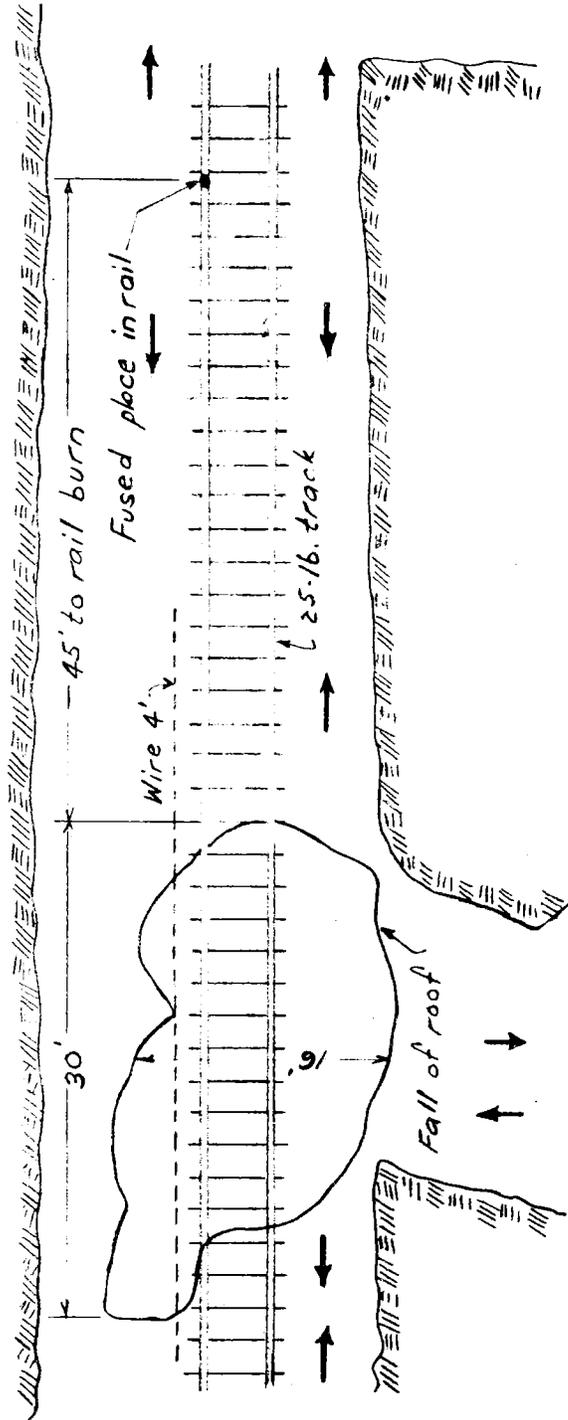 45' to rail burn
Fused place in rail
Wire 4'
25-lb. track
30'
16'
Fall of roof